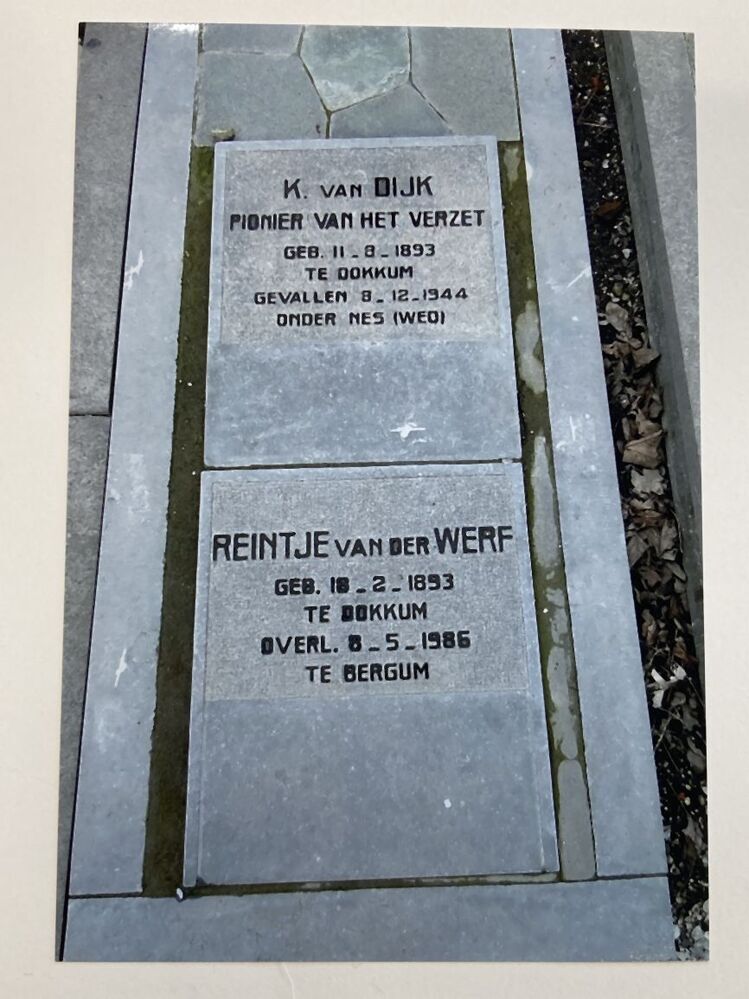 K. VAN DIJK
PIONIER VAN HET VERZET
GEB. 11-8-1893
TE DOKKUM
GEVALLEN 8-12-1944
ONDER NES (WED)
REINTJE VAN DER WERF
GEB. 18-2-1893
TE DOKKUM
OVERL. 8-5-1986
TE BERGUM